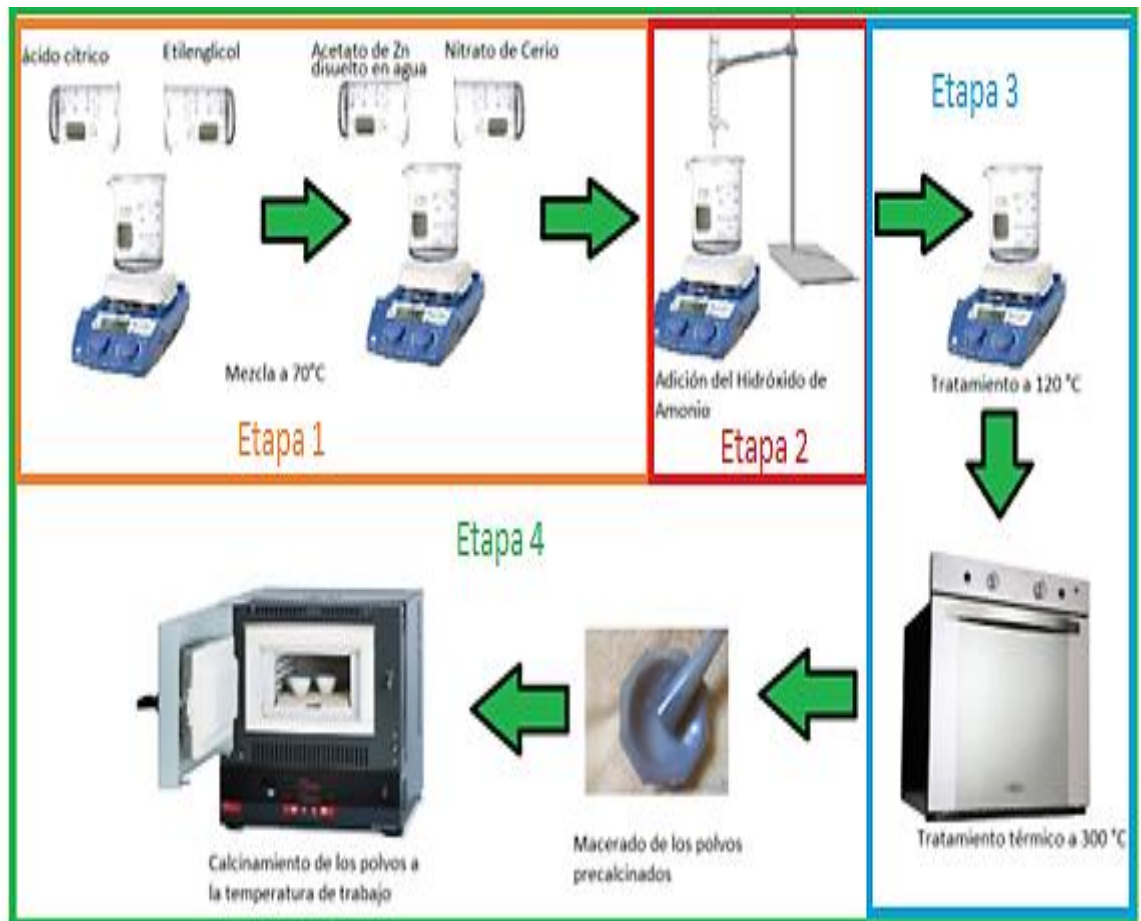 ácido cítrico
Etilenglicol
Acetato de Zn
disuelto en agua
Nitrato de Cerio
Mezcla a 70°C
Etapa 1
Adición del Hidróxido de
Amonio
Etapa 2
Etapa 3
Tratamiento a 120 °C
Tratamiento térmico a 300 °C
Etapa 4
Macerado de los polvos
precalcinados
Calcinamiento de los polvos a
la temperatura de trabajo